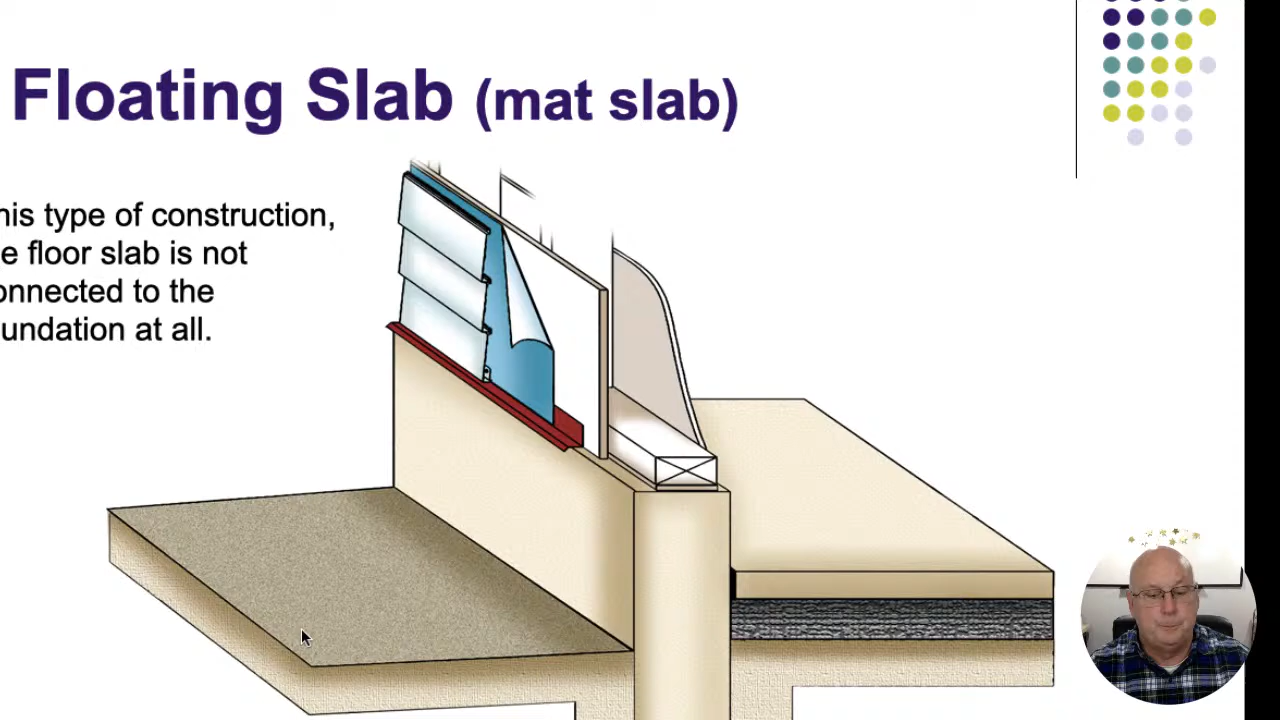 Floating Slab (mat slab)
his type of construction,
e floor slab is not
onnected to the
undation at all.